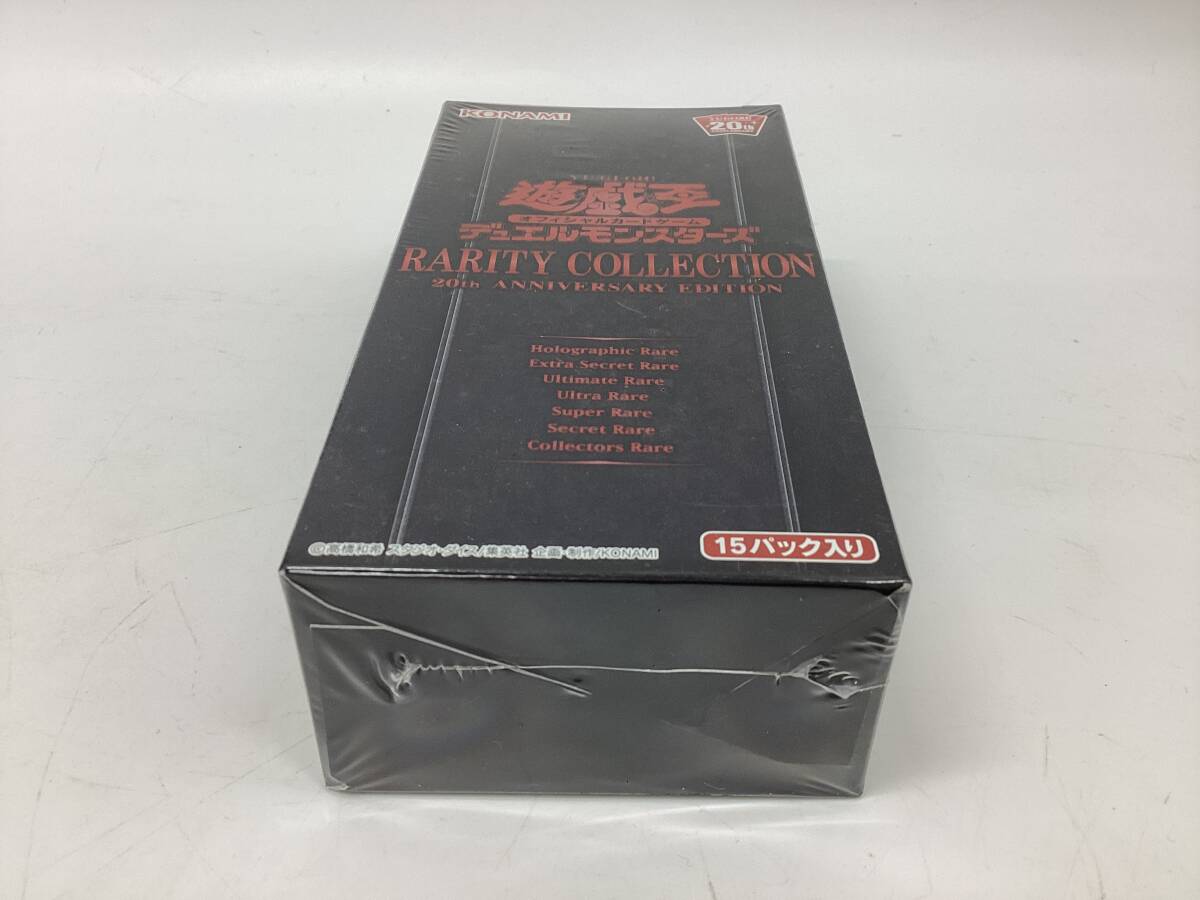 KONAMI
20th
遊戯王
オフィシャルカードゲーム
デュエルモンスターズ
RARITY COLLECTION
20th ANNIVERSARY EDITION
Holographic Rare
Extra Secret Rare
Ultimate Rare
Ultra Rare
Super Rare
Secret Rare
Collectors Rare
©高橋和希 スタジオ・ダイス/集英社 企画・制作/KONAMI
15パック入り